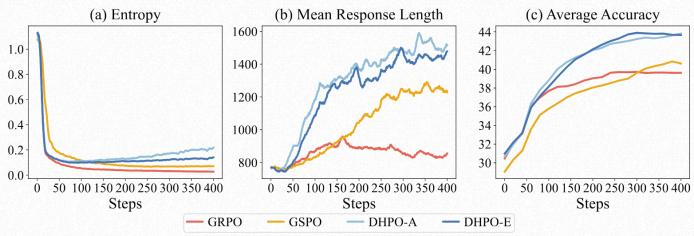 (a) Entropy
1.0
0.8
0.6
0.4
0.2
0.0
0 50 100 150 200 250 300 350 400
Steps
(b) Mean Response Length
1600
1400
1200
1000
800
0 50 100 150 200 250 300 350 400
Steps
(c) Average Accuracy
44
42
40
38
36
34
32
30
0 50 100 150 200 250 300 350 400
Steps
GRPO GSPO DHPO-A DHPO-E